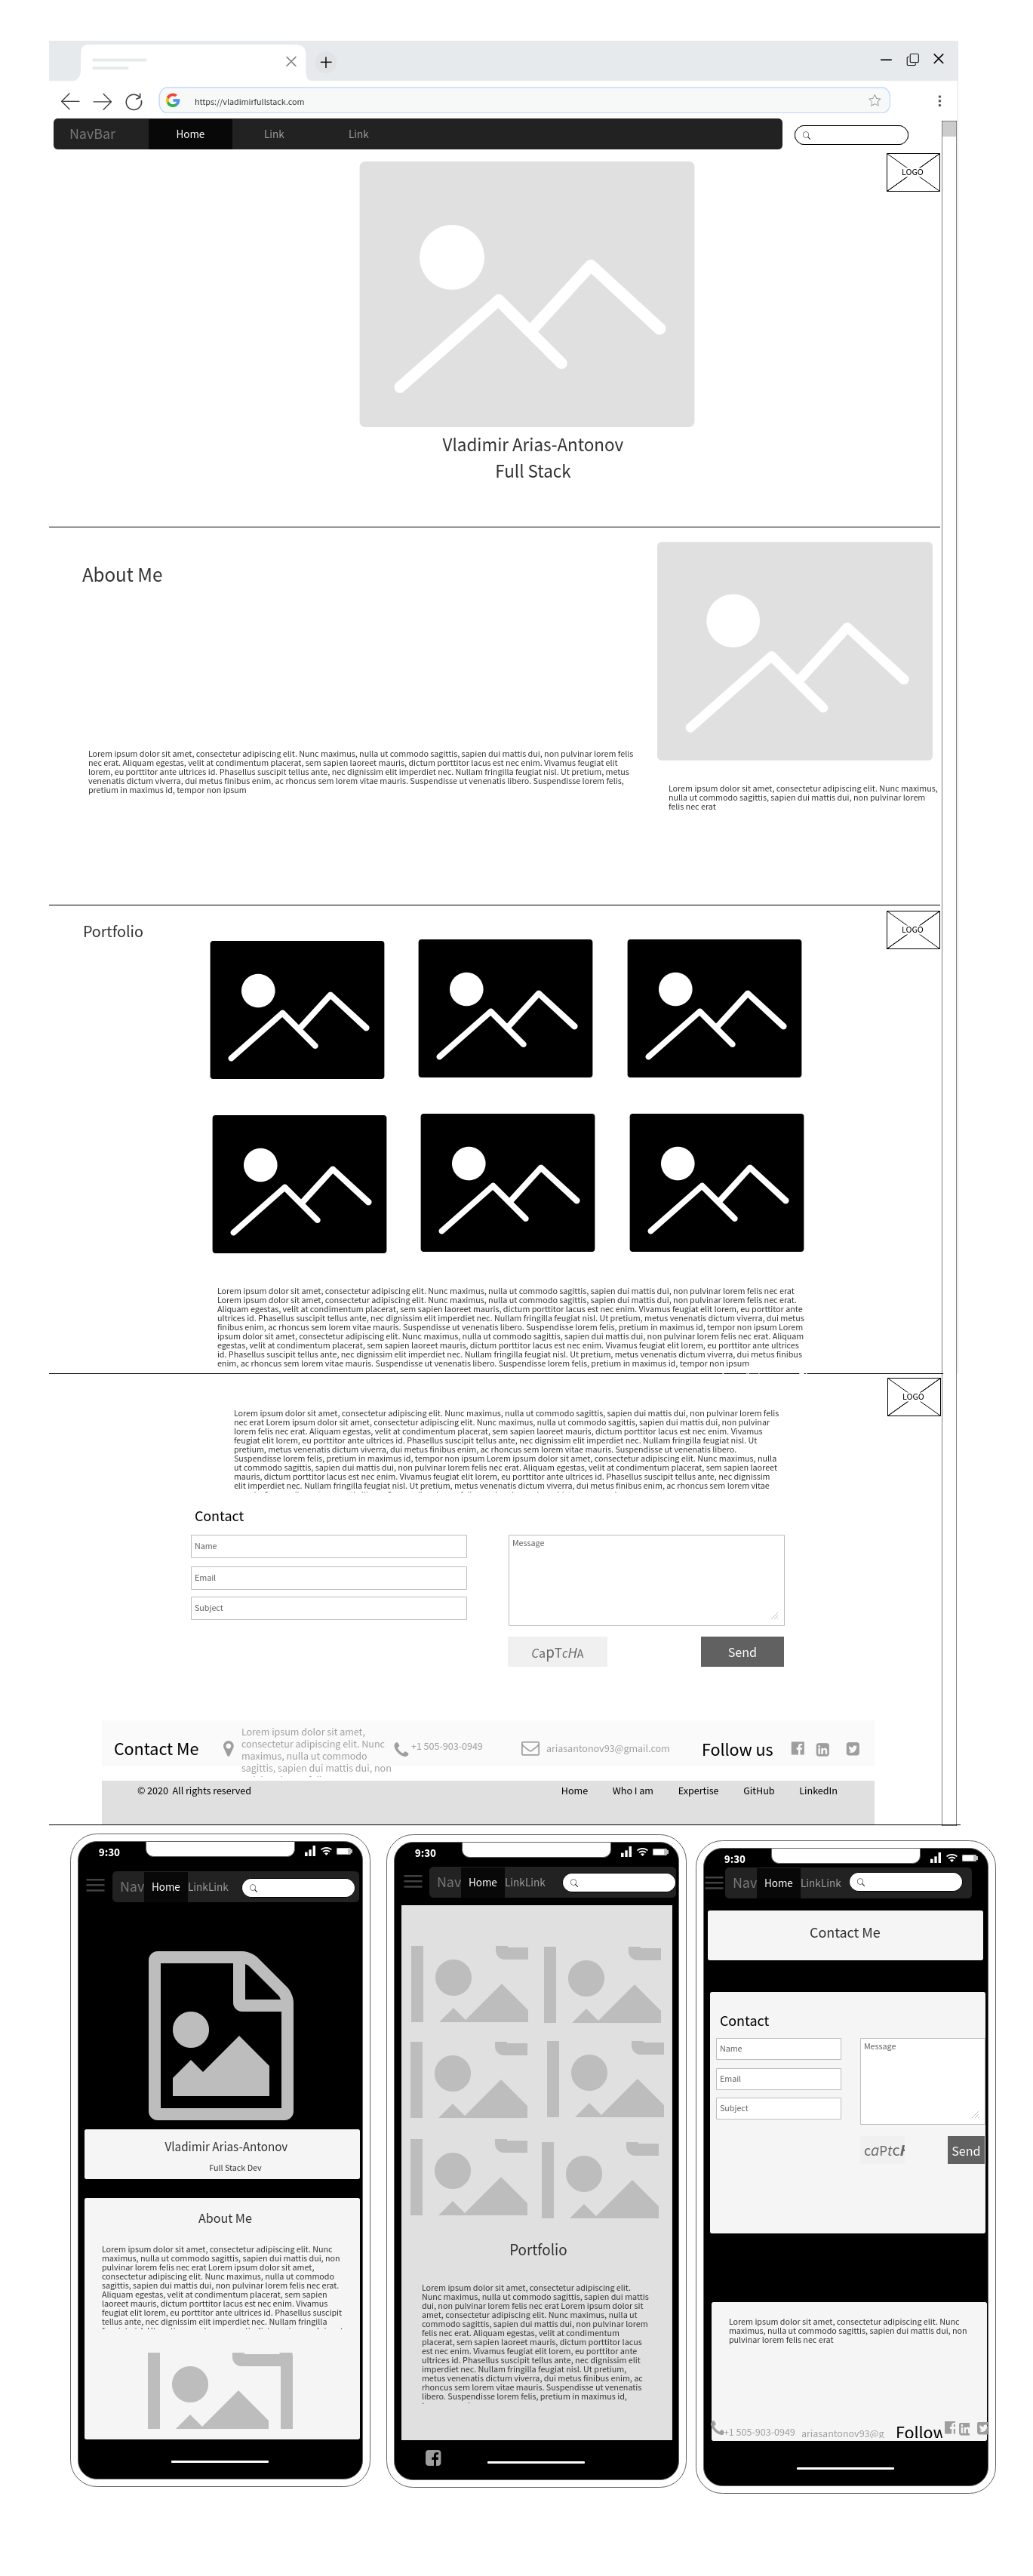 https://vladimirfullstack.com
NavBar Home Link Link
LOGO
Vladimir Arias-Antonov
Full Stack
About Me
Lorem ipsum dolor sit amet, consectetur adipiscing elit. Nunc maximus, nulla ut commodo sagittis, sapien dui mattis dui, non pulvinar lorem felis
nec erat. Aliquam egestas, velit at condimentum placerat, sem sapien laoreet mauris, dictum porttitor lacus est nec enim. Vivamus feugiat elit
lorem, eu porttitor ante ultrices id. Phasellus suscipit tellus ante, nec dignissim elit imperdiet nec. Nullam fringilla feugiat nisl. Ut pretium, metus
venenatis dictum viverra, dui metus finibus enim, ac rhoncus sem lorem vitae mauris. Suspendisse ut venenatis libero. Suspendisse lorem felis,
pretium in maximus id, tempor non ipsum
Lorem ipsum dolor sit amet, consectetur adipiscing elit. Nunc maximus,
nulla ut commodo sagittis, sapien dui mattis dui, non pulvinar lorem
felis nec erat
Portfolio
LOGO
Lorem ipsum dolor sit amet, consectetur adipiscing elit. Nunc maximus, nulla ut commodo sagittis, sapien dui mattis dui, non pulvinar lorem felis nec erat
Lorem ipsum dolor sit amet, consectetur adipiscing elit. Nunc maximus, nulla ut commodo sagittis, sapien dui mattis dui, non pulvinar lorem felis nec erat.
Aliquam egestas, velit at condimentum placerat, sem sapien laoreet mauris, dictum porttitor lacus est nec enim. Vivamus feugiat elit lorem, eu porttitor ante
ultrices id. Phasellus suscipit tellus ante, nec dignissim elit imperdiet nec. Nullam fringilla feugiat nisl. Ut pretium, metus venenatis dictum viverra, dui metus
finibus enim, ac rhoncus sem lorem vitae mauris. Suspendisse ut venenatis libero. Suspendisse lorem felis, pretium in maximus id, tempor non ipsum Lorem
ipsum dolor sit amet, consectetur adipiscing elit. Nunc maximus, nulla ut commodo sagittis, sapien dui mattis dui, non pulvinar lorem felis nec erat. Aliquam
egestas, velit at condimentum placerat, sem sapien laoreet mauris, dictum porttitor lacus est nec enim. Vivamus feugiat elit lorem, eu porttitor ante ultrices
id. Phasellus suscipit tellus ante, nec dignissim elit imperdiet nec. Nullam fringilla feugiat nisl. Ut pretium, metus venenatis dictum viverra, dui metus finibus
enim, ac rhoncus sem lorem vitae mauris. Suspendisse ut venenatis libero. Suspendisse lorem felis, pretium in maximus id, tempor non ipsum
LOGO
Lorem ipsum dolor sit amet, consectetur adipiscing elit. Nunc maximus, nulla ut commodo sagittis, sapien dui mattis dui, non pulvinar lorem felis
nec erat Lorem ipsum dolor sit amet, consectetur adipiscing elit. Nunc maximus, nulla ut commodo sagittis, sapien dui mattis dui, non pulvinar
lorem felis nec erat. Aliquam egestas, velit at condimentum placerat, sem sapien laoreet mauris, dictum porttitor lacus est nec enim. Vivamus
feugiat elit lorem, eu porttitor ante ultrices id. Phasellus suscipit tellus ante, nec dignissim elit imperdiet nec. Nullam fringilla feugiat nisl. Ut
pretium, metus venenatis dictum viverra, dui metus finibus enim, ac rhoncus sem lorem vitae mauris. Suspendisse ut venenatis libero.
Suspendisse lorem felis, pretium in maximus id, tempor non ipsum Lorem ipsum dolor sit amet, consectetur adipiscing elit. Nunc maximus, nulla
ut commodo sagittis, sapien dui mattis dui, non pulvinar lorem felis nec erat. Aliquam egestas, velit at condimentum placerat, sem sapien laoreet
mauris, dictum porttitor lacus est nec enim. Vivamus feugiat elit lorem, eu porttitor ante ultrices id. Phasellus suscipit tellus ante, nec dignissim
elit imperdiet nec. Nullam fringilla feugiat nisl. Ut pretium, metus venenatis dictum viverra, dui metus finibus enim, ac rhoncus sem lorem vitae
Contact
Name
Email
Subject
Message
CapTcHA
Send
Contact Me
Lorem ipsum dolor sit amet,
consectetur adipiscing elit. Nunc
maximus, nulla ut commodo
sagittis, sapien dui mattis dui, non
+1 505-903-0949
ariasantonov93@gmail.com
Follow us
© 2020 All rights reserved
Home Who I am Expertise GitHub LinkedIn
9:30
Nav Home LinkLink
Vladimir Arias-Antonov
Full Stack Dev
About Me
Lorem ipsum dolor sit amet, consectetur adipiscing elit. Nunc
maximus, nulla ut commodo sagittis, sapien dui mattis dui, non
pulvinar lorem felis nec erat Lorem ipsum dolor sit amet,
consectetur adipiscing elit. Nunc maximus, nulla ut commodo
sagittis, sapien dui mattis dui, non pulvinar lorem felis nec erat.
Aliquam egestas, velit at condimentum placerat, sem sapien
laoreet mauris, dictum porttitor lacus est nec enim. Vivamus
feugiat elit lorem, eu porttitor ante ultrices id. Phasellus suscipit
tellus ante, nec dignissim elit imperdiet nec. Nullam fringilla
9:30
Nav Home LinkLink
Portfolio
Lorem ipsum dolor sit amet, consectetur adipiscing elit.
Nunc maximus, nulla ut commodo sagittis, sapien dui mattis
dui, non pulvinar lorem felis nec erat Lorem ipsum dolor sit
amet, consectetur adipiscing elit. Nunc maximus, nulla ut
commodo sagittis, sapien dui mattis dui, non pulvinar lorem
felis nec erat. Aliquam egestas, velit at condimentum
placerat, sem sapien laoreet mauris, dictum porttitor lacus
est nec enim. Vivamus feugiat elit lorem, eu porttitor ante
ultrices id. Phasellus suscipit tellus ante, nec dignissim elit
imperdiet nec. Nullam fringilla feugiat nisl. Ut pretium,
metus venenatis dictum viverra, dui metus finibus enim, ac
rhoncus sem lorem vitae mauris. Suspendisse ut venenatis
libero. Suspendisse lorem felis, pretium in maximus id,
9:30
Nav Home LinkLink
Contact Me
Contact
Name
Email
Subject
Message
caPtcH
Send
Lorem ipsum dolor sit amet, consectetur adipiscing elit. Nunc
maximus, nulla ut commodo sagittis, sapien dui mattis dui, non
pulvinar lorem felis nec erat
+1 505-903-0949
ariasantonov93@g
Follow